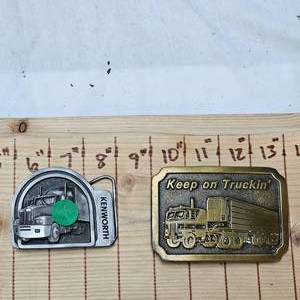 0
6" 7" 8" 9" 10" 11" 12" 13"
Keep on Truckin'
KENWORTH